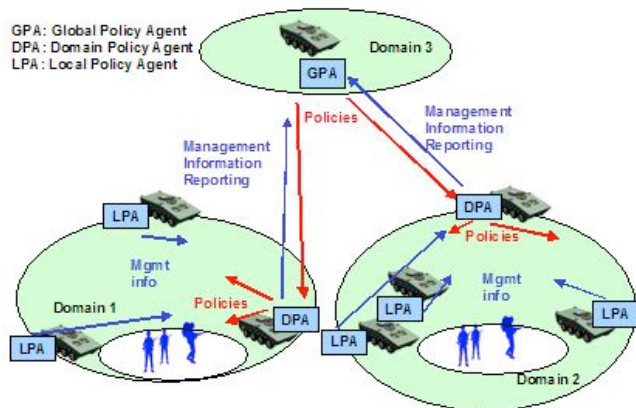 GPA: Global Policy Agent
DPA: Domain Policy Agent
LPA: Local Policy Agent
Domain 3
GPA
Policies
Management
Information
Reporting
Management
Information
Reporting
LPA
DPA
Policies
Mgmt
info
Mgmt
info
Domain 1
Policies
DPA
LPA
LPA
LPA
LPA
Domain 2